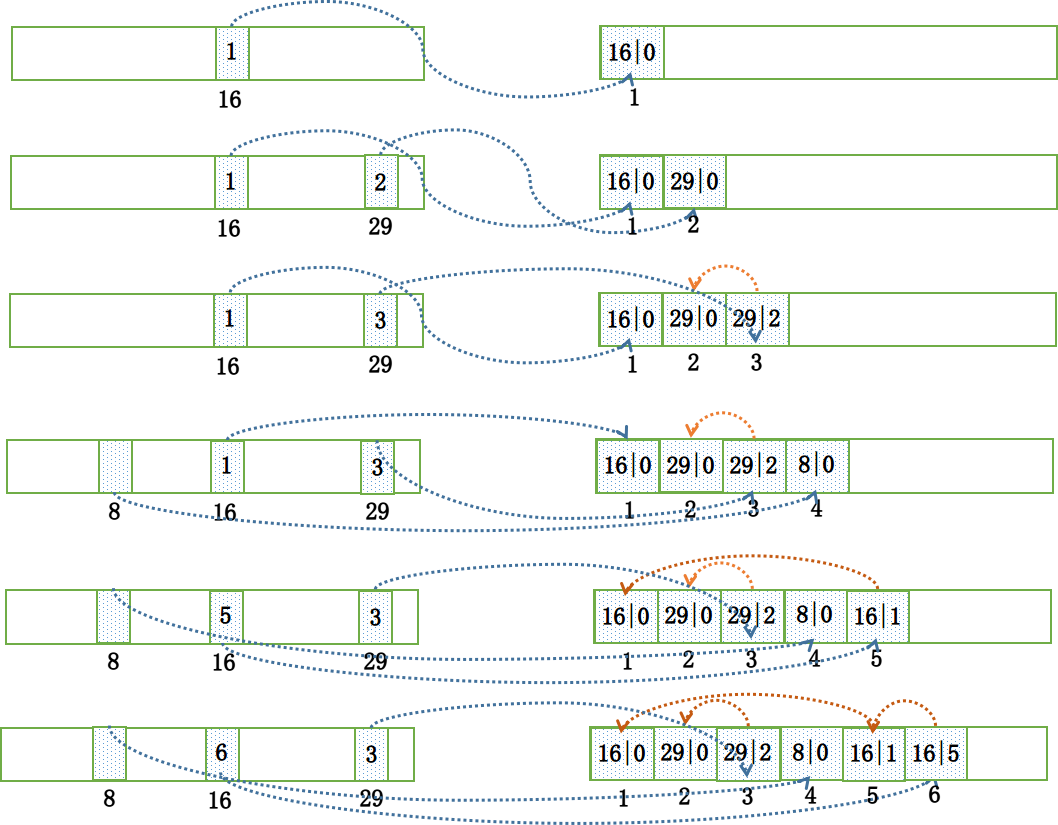 1 16|0
16 1
1 2 16|0 29|0
16 29 1 2
1 3 16|0 29|0 29|2
16 29 1 2 3
1 3 16|0 29|0 29|2 8|0
8 16 29 1 2 3 4
5 3 16|0 29|0 29|2 8|0 16|1
8 16 29 1 2 3 4 5
6 3 16|0 29|0 29|2 8|0 16|1 16|5
8 16 29 1 2 3 4 5 6